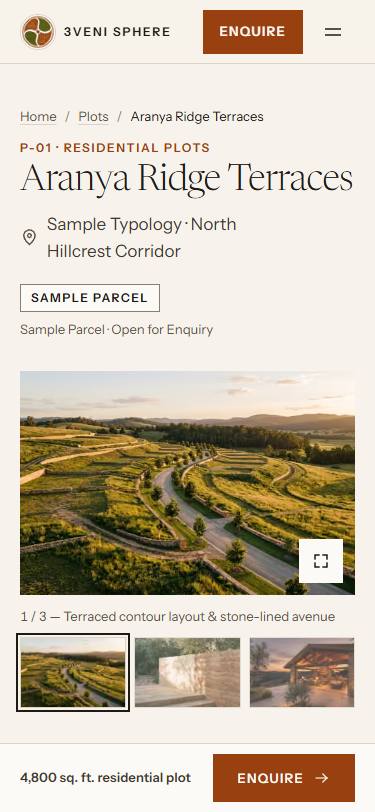 3VENI SPHERE
ENQUIRE
Home / Plots / Aranya Ridge Terraces
P-01 · RESIDENTIAL PLOTS
Aranya Ridge Terraces
Sample Typology · North
Hillcrest Corridor
SAMPLE PARCEL
Sample Parcel · Open for Enquiry
1 / 3 — Terraced contour layout & stone-lined avenue
4,800 sq. ft. residential plot
ENQUIRE →